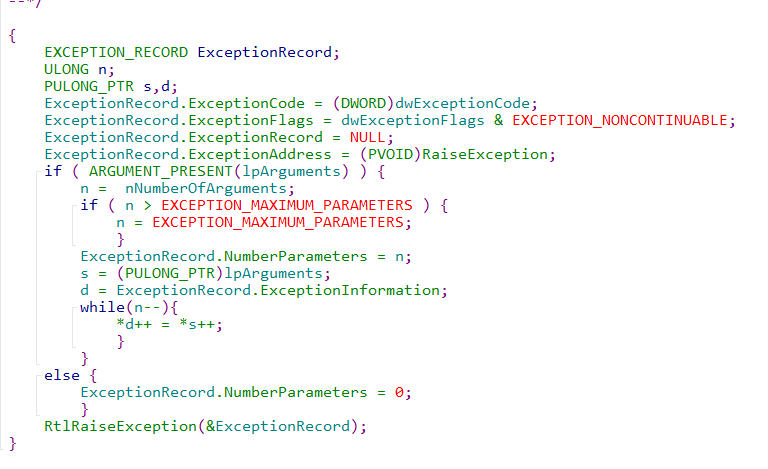 --*/
{
    EXCEPTION_RECORD ExceptionRecord;
    ULONG n;
    PULONG_PTR s,d;
    ExceptionRecord.ExceptionCode = (DWORD)dwExceptionCode;
    ExceptionRecord.ExceptionFlags = dwExceptionFlags & EXCEPTION_NONCONTINUABLE;
    ExceptionRecord.ExceptionRecord = NULL;
    ExceptionRecord.ExceptionAddress = (PVOID)RaiseException;
    if ( ARGUMENT_PRESENT(lpArguments) ) {
        n =  nNumberOfArguments;
        if ( n > EXCEPTION_MAXIMUM_PARAMETERS ) {
            n = EXCEPTION_MAXIMUM_PARAMETERS;
            }
        ExceptionRecord.NumberParameters = n;
        s = (PULONG_PTR)lpArguments;
        d = ExceptionRecord.ExceptionInformation;
        while(n--){
            *d++ = *s++;
            }
        }
    else {
        ExceptionRecord.NumberParameters = 0;
        }
    RtlRaiseException(&ExceptionRecord);
}